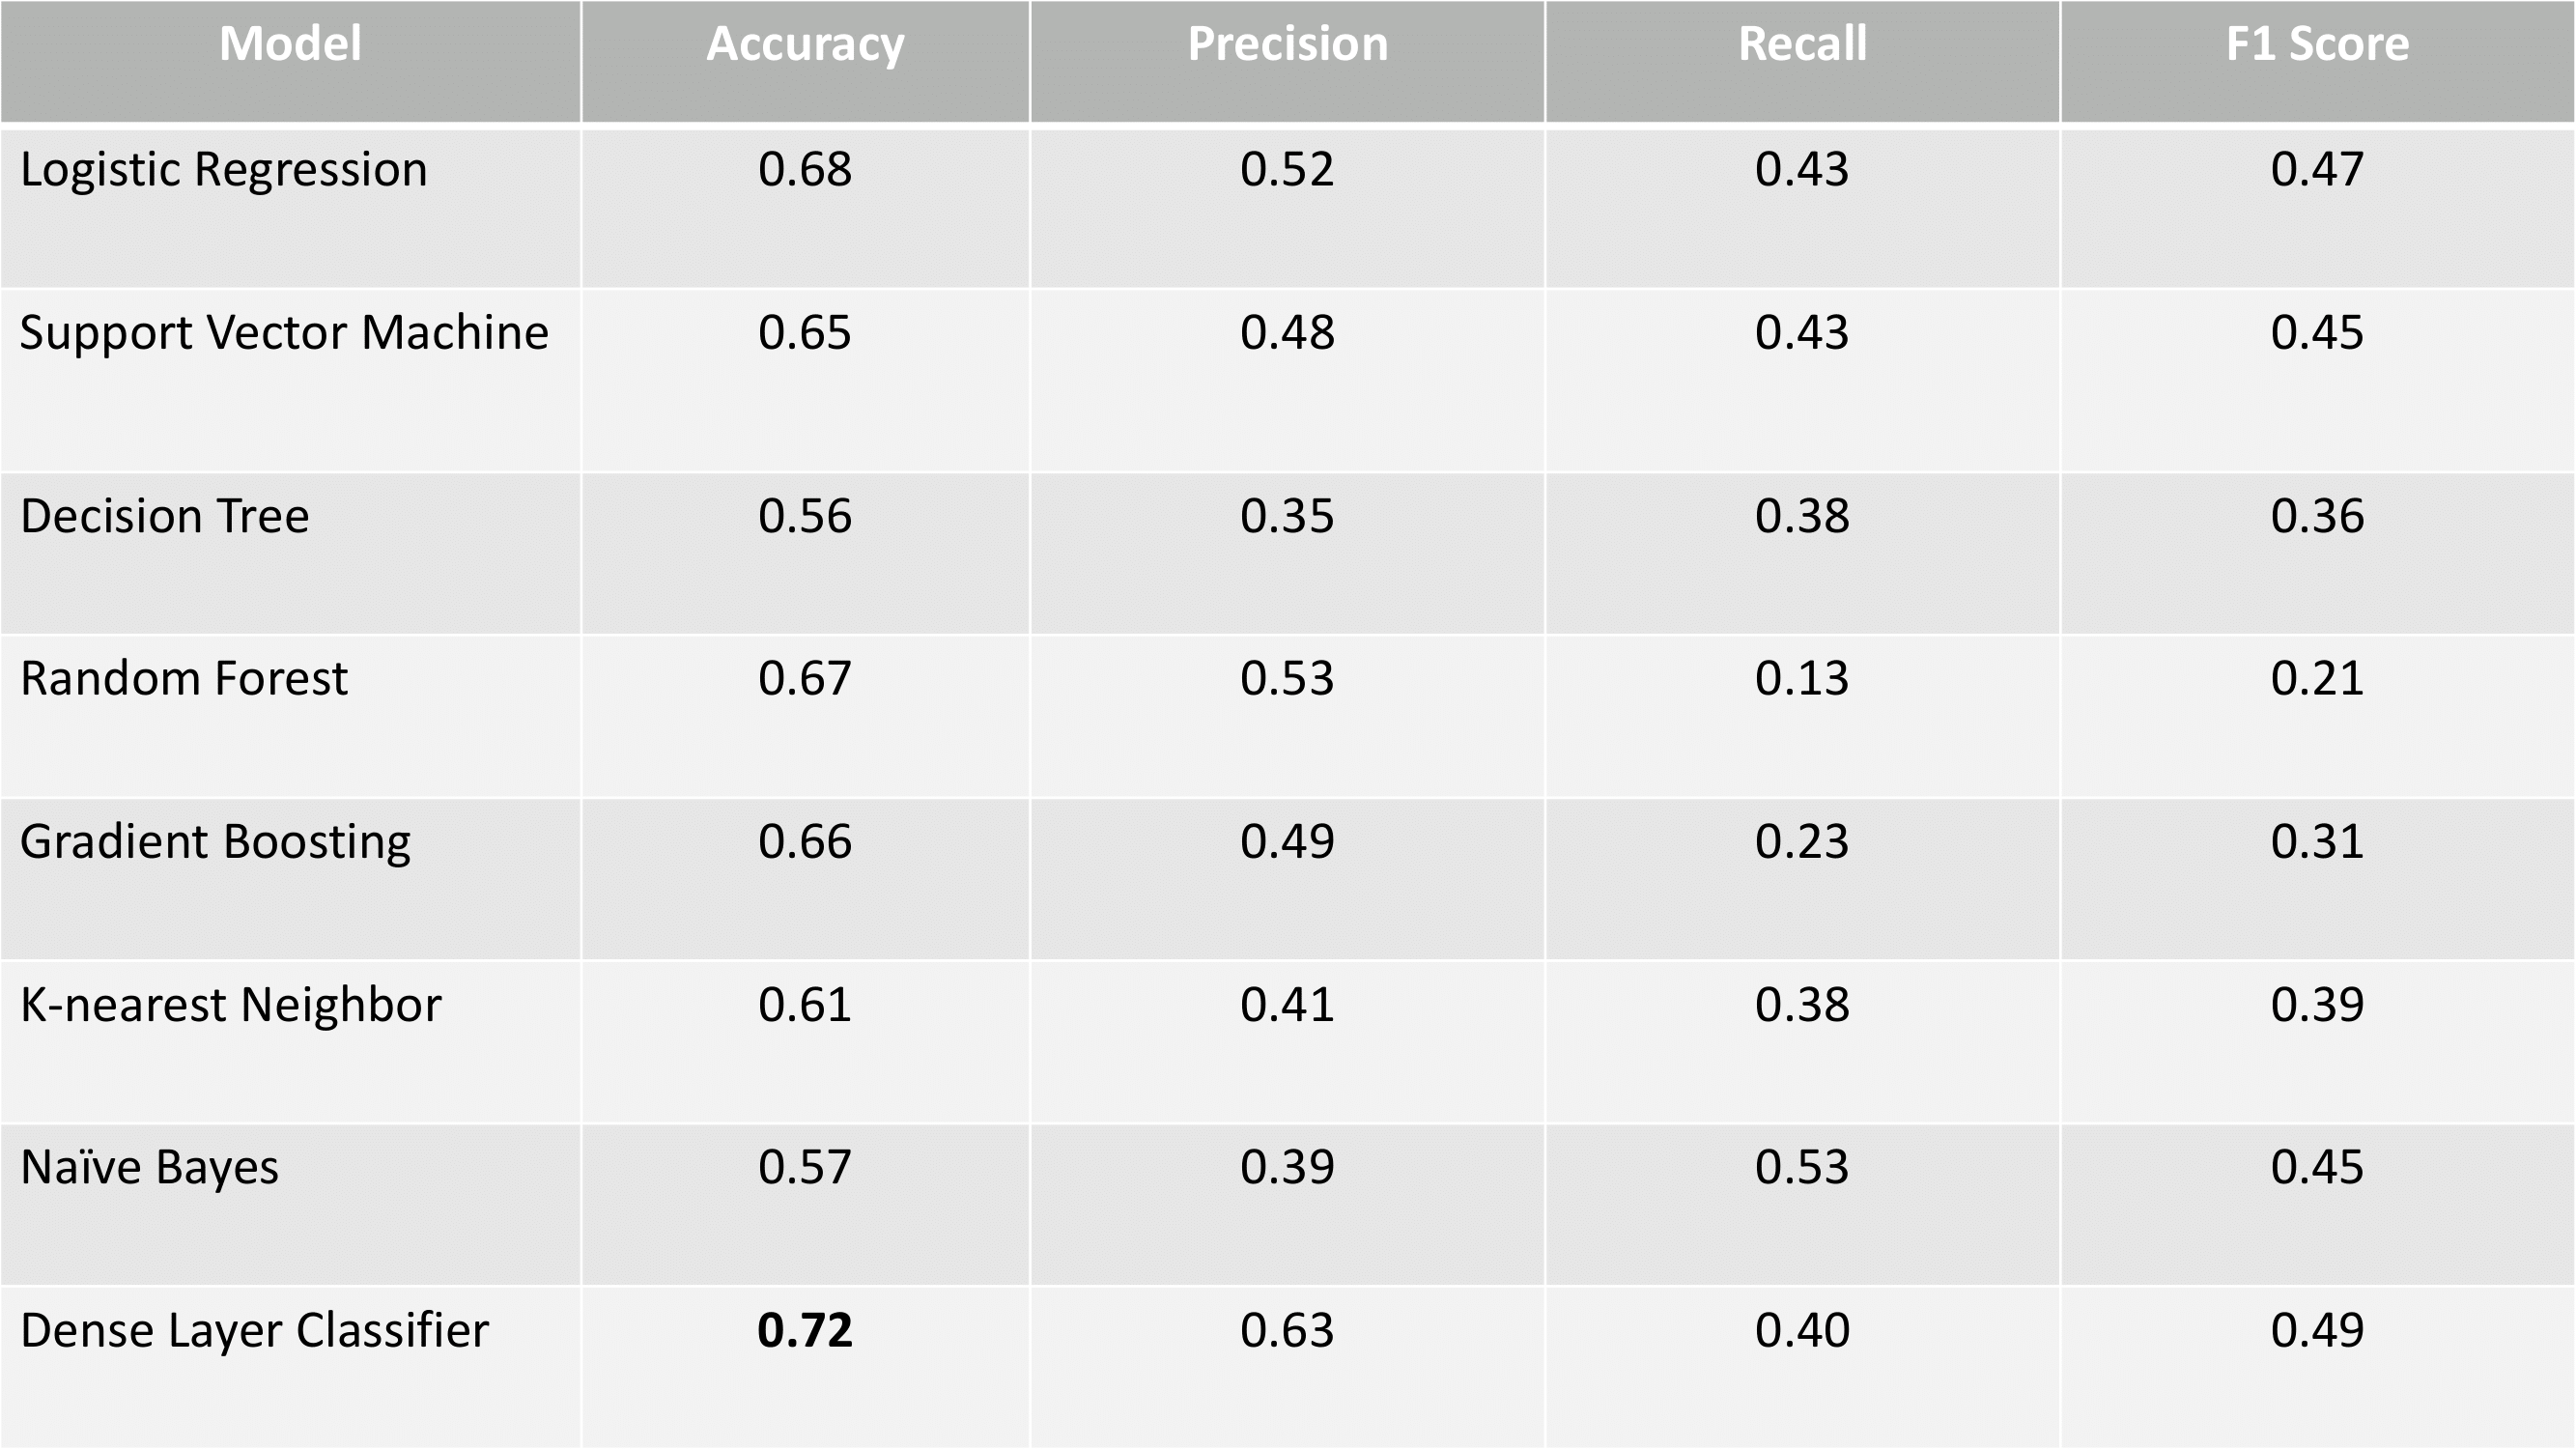 Model Accuracy Precision Recall F1 Score
Logistic Regression 0.68 0.52 0.43 0.47
Support Vector Machine 0.65 0.48 0.43 0.45
Decision Tree 0.56 0.35 0.38 0.36
Random Forest 0.67 0.53 0.13 0.21
Gradient Boosting 0.66 0.49 0.23 0.31
K-nearest Neighbor 0.61 0.41 0.38 0.39
Naïve Bayes 0.57 0.39 0.53 0.45
Dense Layer Classifier 0.72 0.63 0.40 0.49